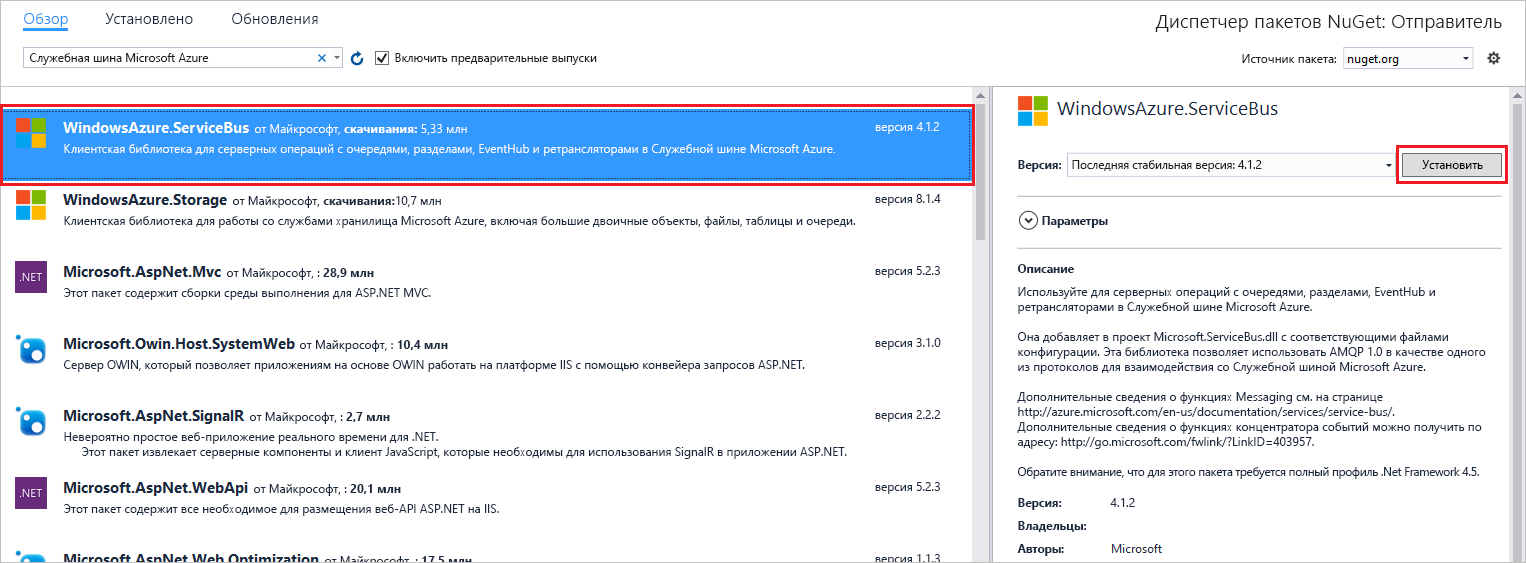 Обзор Установлено Обновления
Диспетчер пакетов NuGet: Отправитель
Служебная шина Microsoft Azure
Включить предварительные выпуски
Источник пакета: nuget.org
WindowsAzure.ServiceBus от Майкрософт, скачивания: 5,33 млн
версия 4.1.2
Клиентская библиотека для серверных операций с очередями, разделами, EventHub и ретрансляторами в Служебной шине Microsoft Azure.
WindowsAzure.Storage от Майкрософт, скачивания:10,7 млн
версия 8.1.4
Клиентская библиотека для работы со службами хранилища Microsoft Azure, включая большие двоичные объекты, файлы, таблицы и очереди.
.NET
Microsoft.AspNet.Mvc от Майкрософт, : 28,9 млн
версия 5.2.3
Этот пакет содержит сборки среды выполнения для ASP.NET MVC.
Microsoft.Owin.Host.SystemWeb от Майкрософт, : 10,4 млн
версия 3.1.0
Сервер OWIN, который позволяет приложениям на основе OWIN работать на платформе IIS с помощью конвейера запросов ASP.NET.
Microsoft.AspNet.SignalR от Майкрософт, : 2,7 млн
версия 2.2.2
Невероятно простое веб-приложение реального времени для .NET.
Этот пакет извлекает серверные компоненты и клиент JavaScript, которые необходимы для использования SignalR в приложении ASP.NET.
.NET
Microsoft.AspNet.WebApi от Майкрософт, : 20,1 млн
версия 5.2.3
Этот пакет содержит все необходимое для размещения веб-API ASP.NET на IIS.
Microsoft.AspNet.Web.Optimization от Майкрософт, : 17,5 млн
версия 1.1.3
WindowsAzure.ServiceBus
Версия: Последняя стабильная версия: 4.1.2
Установить
Параметры
Описание
Используйте для серверных операций с очередями, разделами, EventHub и
ретрансляторами в Служебной шине Microsoft Azure.
Она добавляет в проект Microsoft.ServiceBus.dll с соответствующими файлами
конфигурации. Эта библиотека позволяет использовать AMQP 1.0 в качестве одного
из протоколов для взаимодействия со Служебной шиной Microsoft Azure.
Дополнительные сведения о функциях Messaging см. на странице
http://azure.microsoft.com/en-us/documentation/services/service-bus/.
Дополнительные сведения о функциях концентратора событий можно получить по
адресу: http://go.microsoft.com/fwlink/?LinkID=403957.
Обратите внимание, что для этого пакета требуется полный профиль .Net Framework 4.5.
Версия: 4.1.2
Владельцы:
Авторы: Microsoft